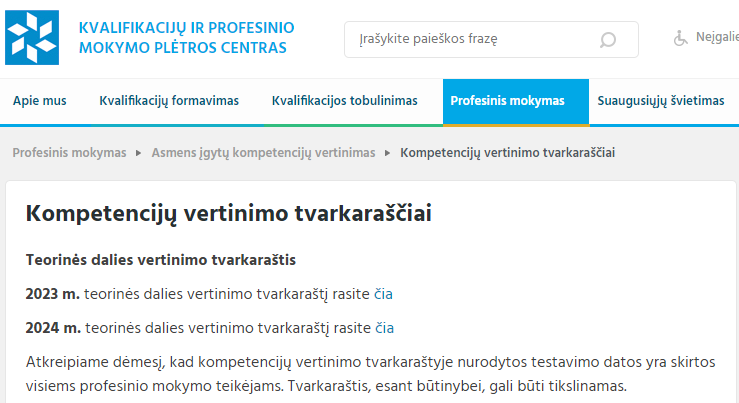 KVALIFIKACIJŲ IR PROFESINIO
MOKYMO PLĖTROS CENTRAS
Įrašykite paieškos frazę
Apie mus
Kvalifikacijų formavimas
Kvalifikacijos tobulinimas
Profesinis mokymas
Suaugusiųjų švietimas
Profesinis mokymas
Asmens įgytų kompetencijų vertinimas
Kompetencijų vertinimo tvarkaraščiai
Kompetencijų vertinimo tvarkaraščiai
Teorinės dalies vertinimo tvarkaraštis
2023 m. teorinės dalies vertinimo tvarkaraštį rasite čia
2024 m. teorinės dalies vertinimo tvarkaraštį rasite čia
Atkreipiame dėmesį, kad kompetencijų vertinimo tvarkaraštyje nurodytos testavimo datos yra skirtos
visiems profesinio mokymo teikėjams. Tvarkaraštis, esant būtinybei, gali būti tikslinamas.